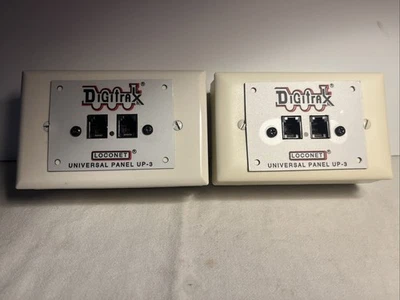 DIGITRAX®
LOCONET®
UNIVERSAL PANEL UP-3
DIGITRAX®
LOCONET®
UNIVERSAL PANEL UP-3